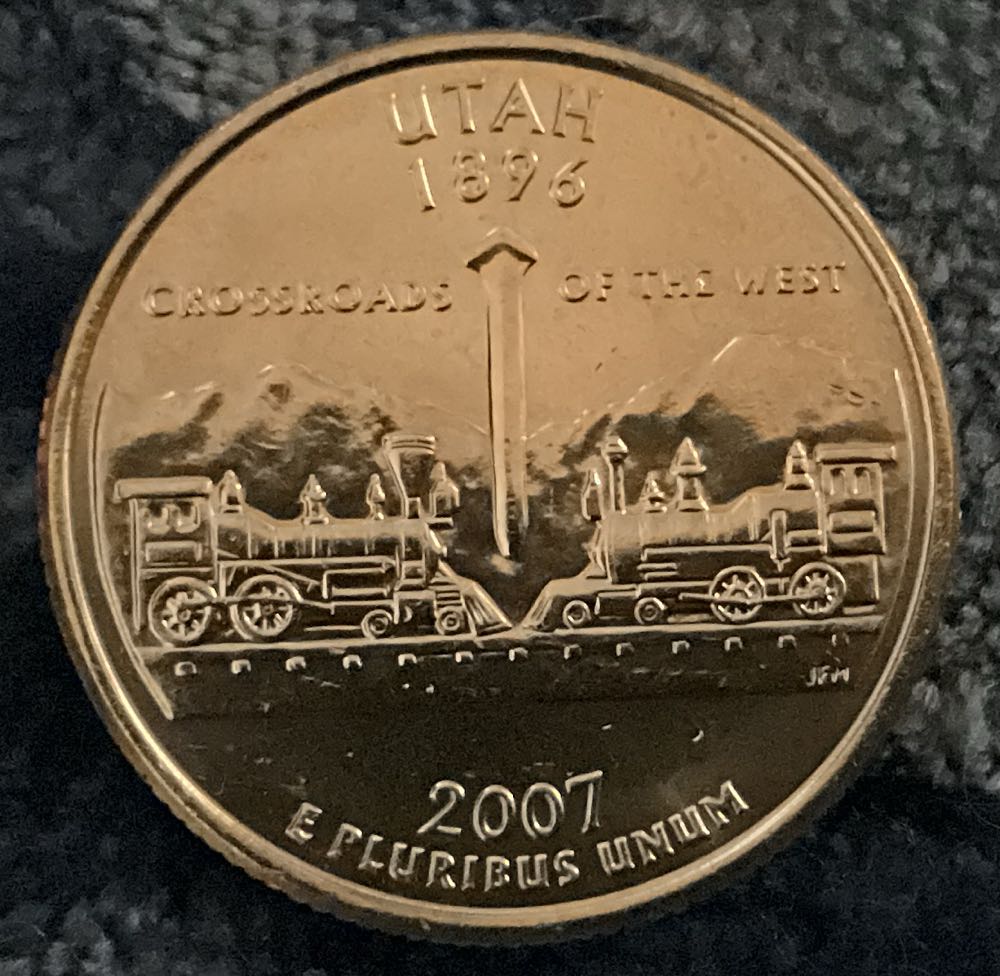 UTAH
1896
CROSSROADS OF THE WEST
JFM
2007
E PLURIBUS UNUM